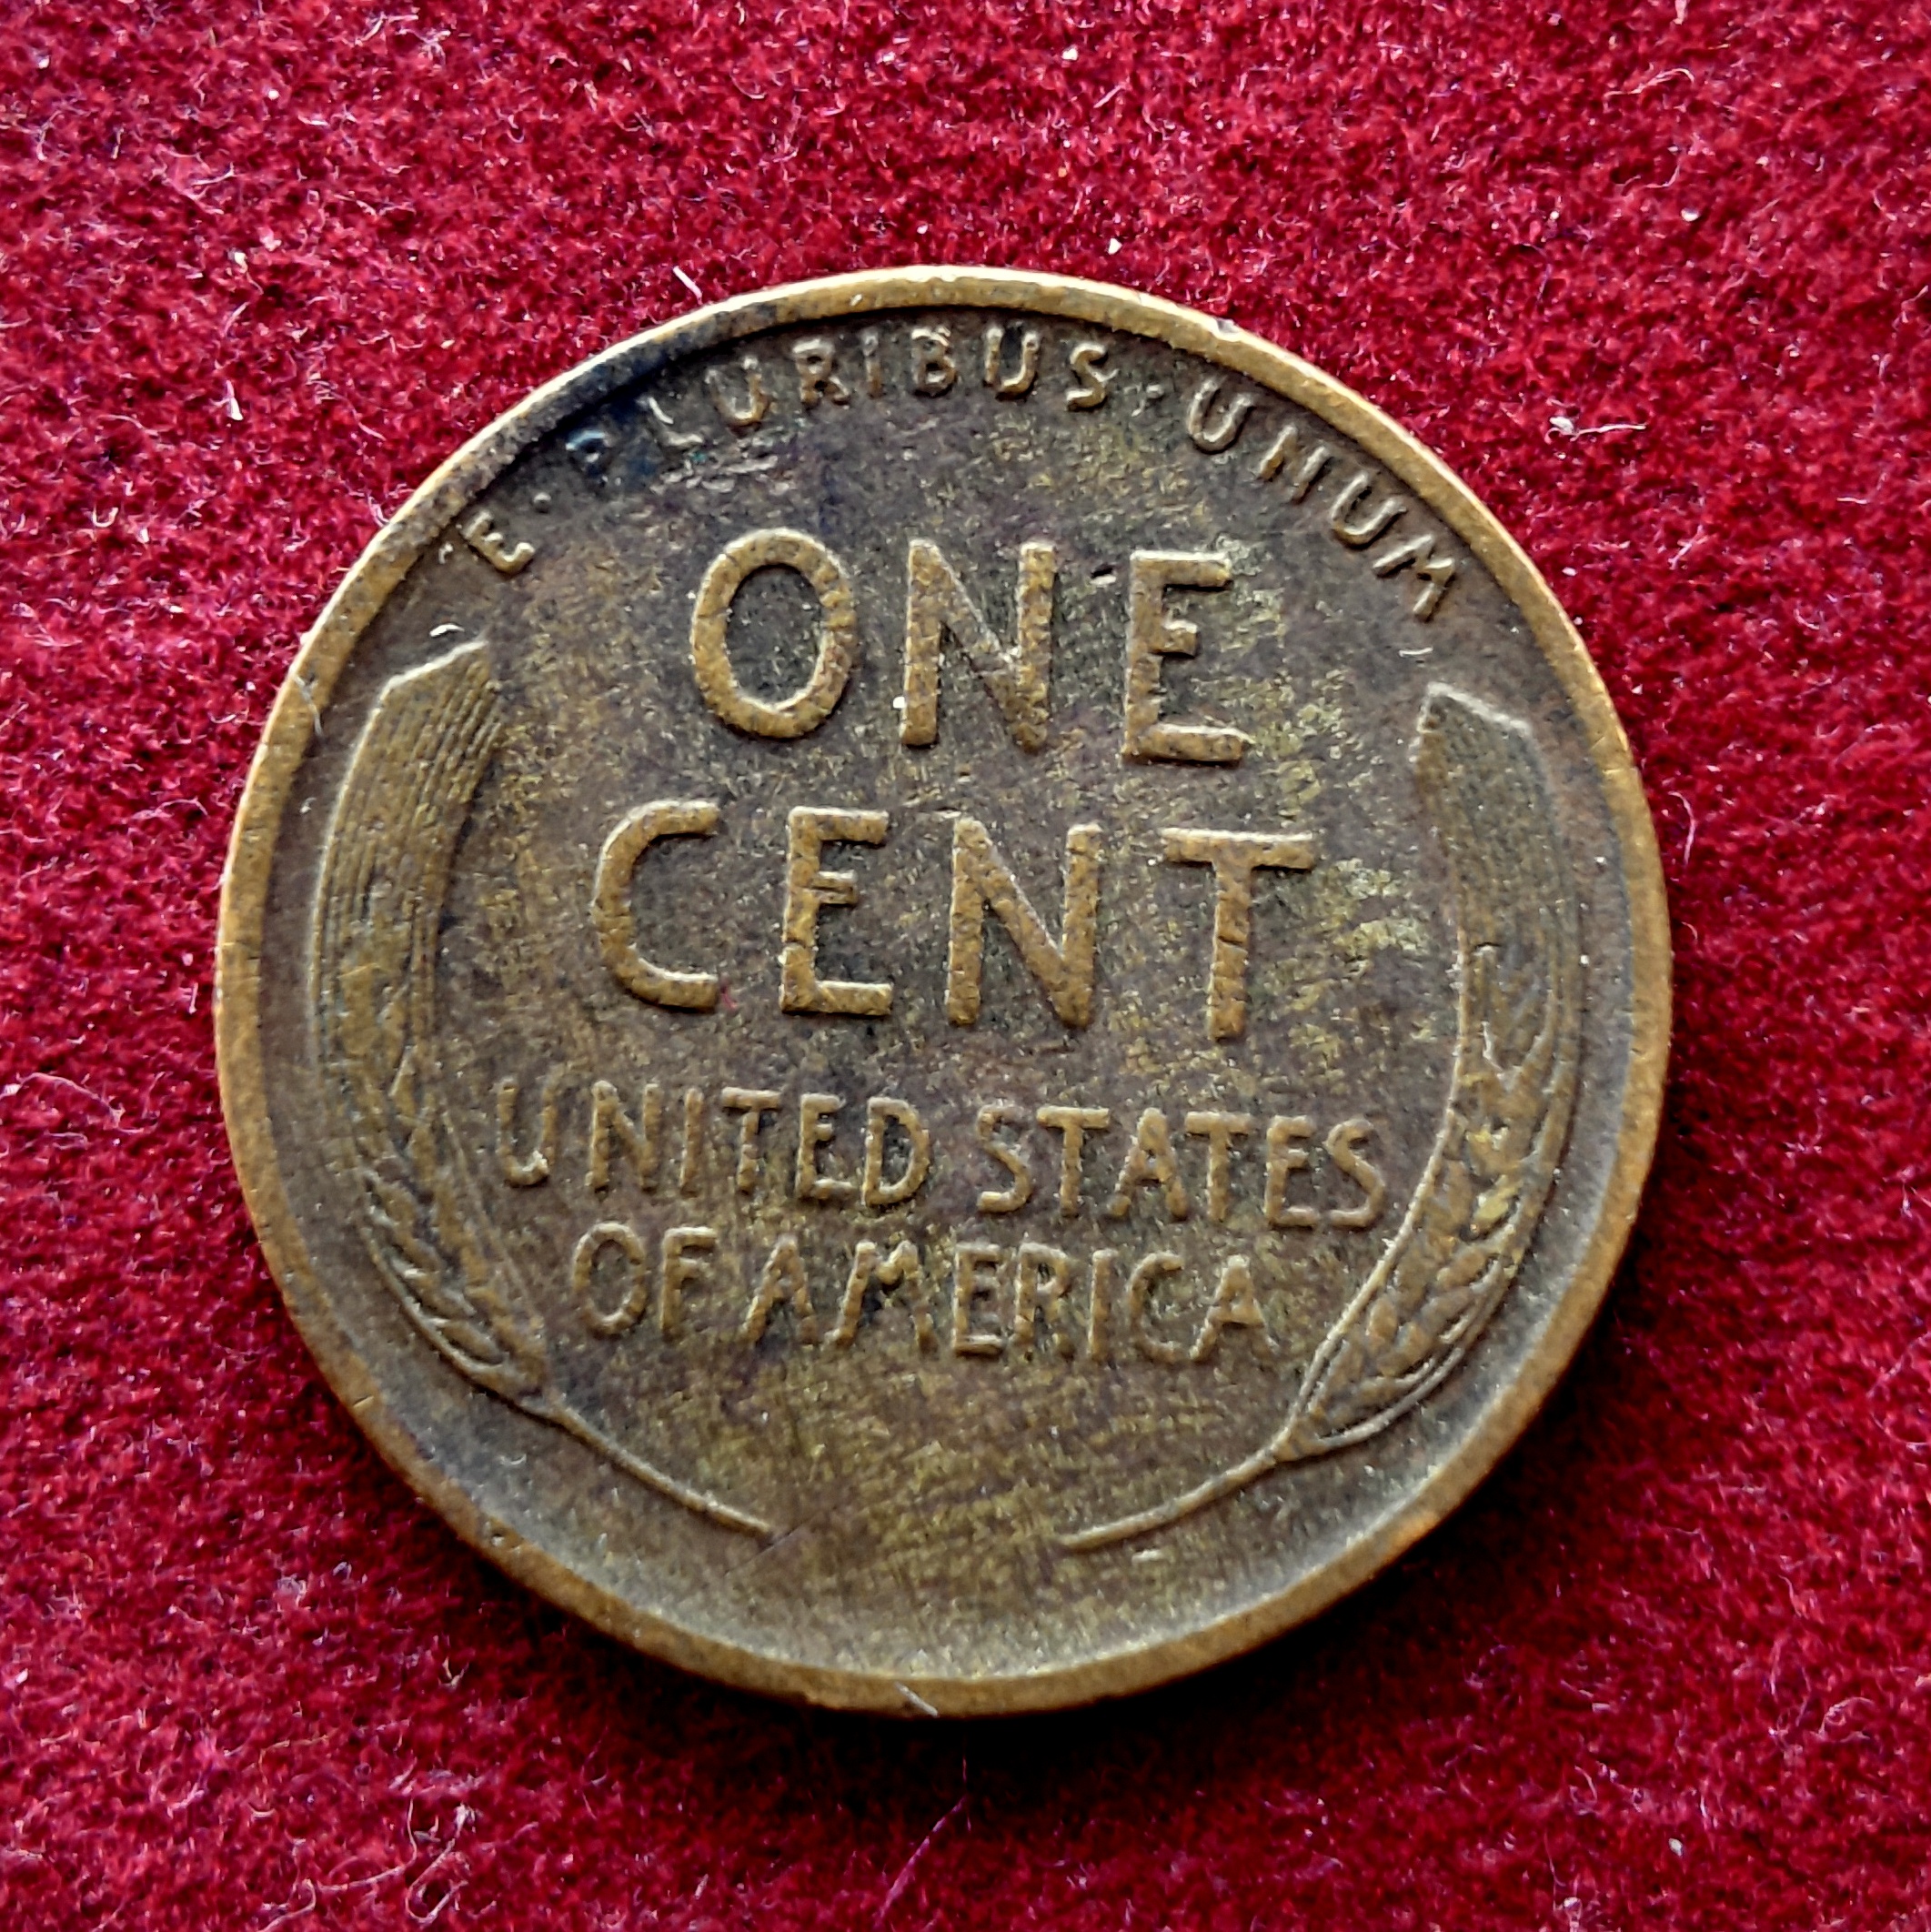 E·PLURIBUS·UNUM
ONE
CENT
UNITED STATES
OF AMERICA